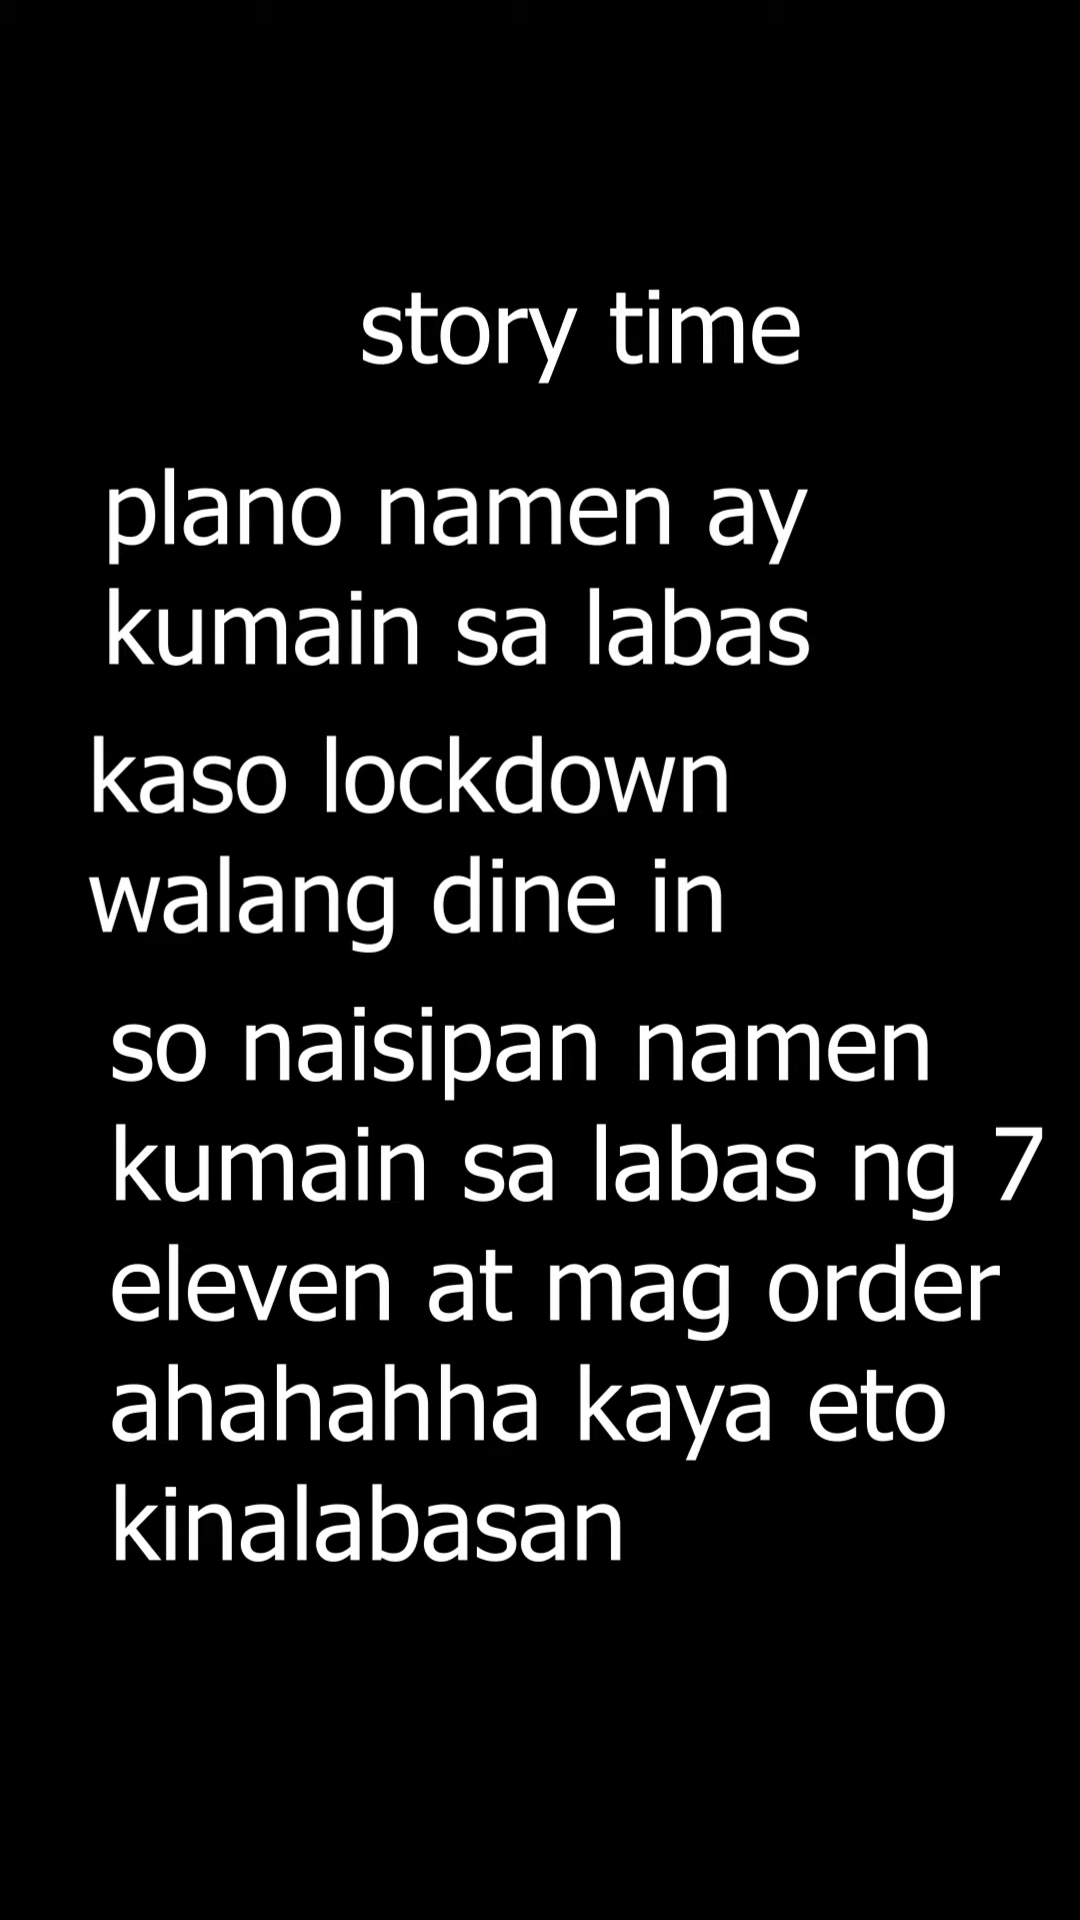 story time
plano namen ay
kumain sa labas
kaso lockdown
walang dine in
so naisipan namen
kumain sa labas ng 7
eleven at mag order
ahahahha kaya eto
kinalabasan